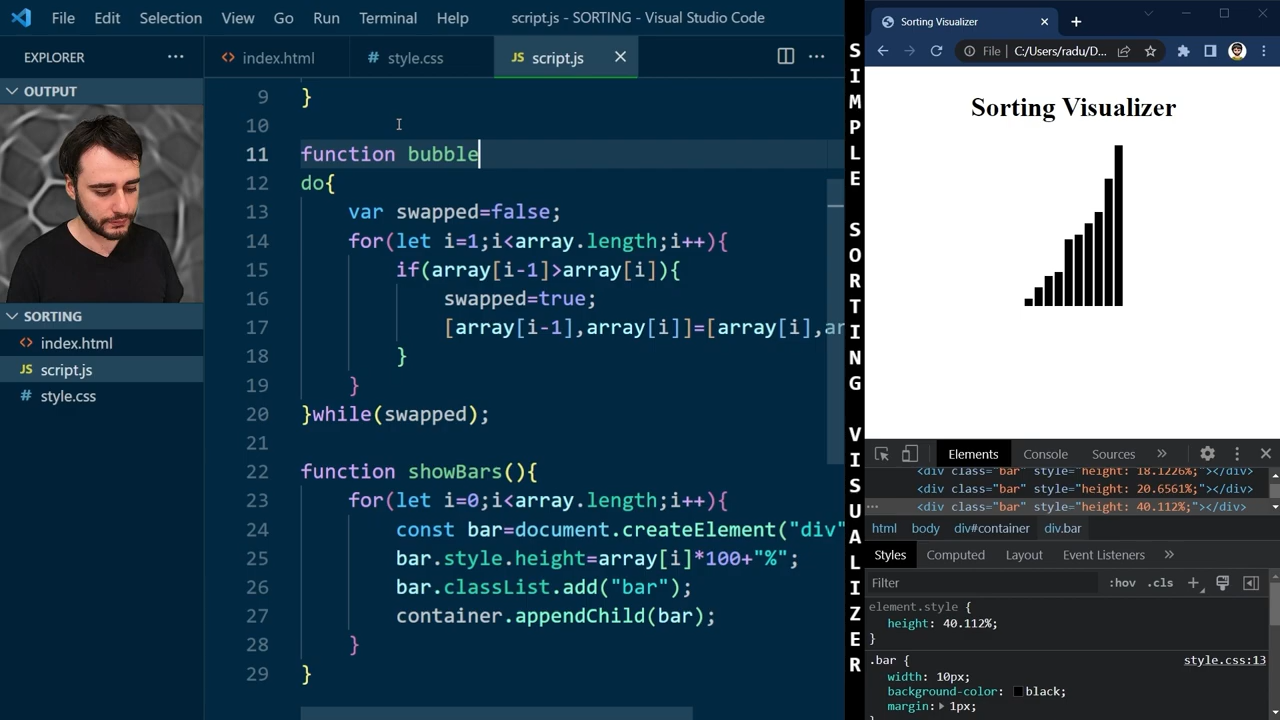 File Edit Selection View Go Run Terminal Help script.js - SORTING - Visual Studio Code
EXPLORER
OUTPUT
SORTING
index.html
JS script.js
style.css
index.html
style.css
JS script.js
9 }
10
11 function bubble
12 do{
13 var swapped=false;
14 for(let i=1;i<array.length;i++){
15 if(array[i-1]>array[i]){
16 swapped=true;
17 [array[i-1],array[i]]=[array[i],ar
18 }
19 }
20 }while(swapped);
21
22 function showBars(){
23 for(let i=0;i<array.length;i++){
24 const bar=document.createElement("div"
25 bar.style.height=array[i]*100+"%";
26 bar.classList.add("bar");
27 container.appendChild(bar);
28 }
29 }
SIMPLE SORTING VISUALIZER
Sorting Visualizer
File C:/Users/radu/D...
Sorting Visualizer
Elements Console Sources
<div class="bar" style="height: 18.1226%;"></div>
<div class="bar" style="height: 20.6561%;"></div>
<div class="bar" style="height: 40.112%;"></div>
html body div#container div.bar
Styles Computed Layout Event Listeners
Filter :hov .cls
element.style {
height: 40.112%;
}
.bar { style.css:13
width: 10px;
background-color: black;
margin: 1px;